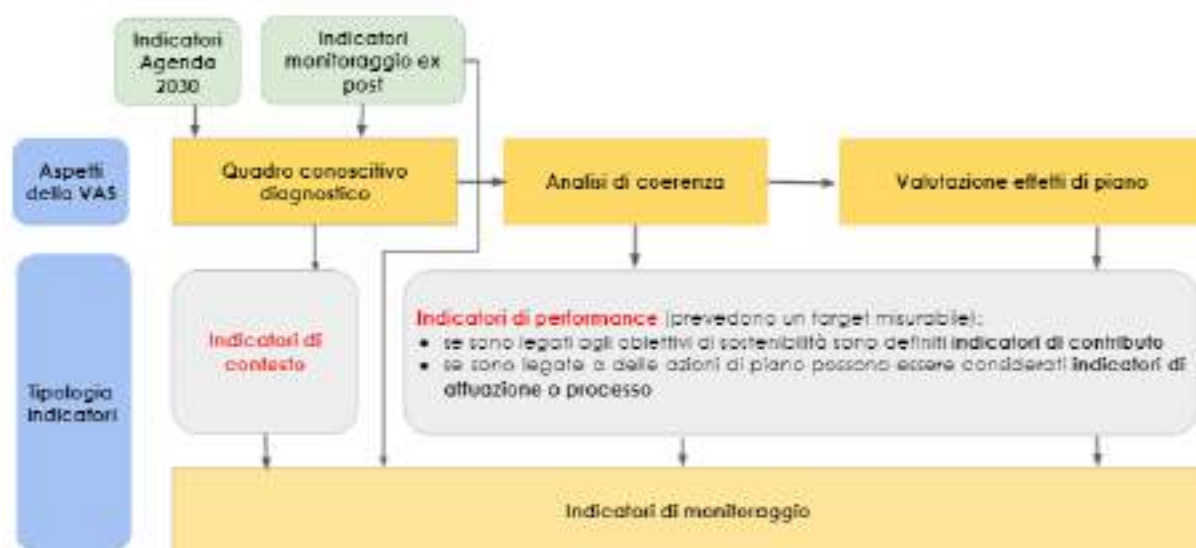 Indicatori
Agenda
2030
Indicatori
monitoraggio ex
post
Aspetti
della VAS
Quadro conoscitivo
diagnostico
Analisi di coerenza
Valutazione effetti di piano
Tipologia
indicatori
Indicatori di
contesto
Indicatori di performance (prevedono un target misurabile):
• se sono legati agli obiettivi di sostenibilità sono definiti indicatori di contributo
• se sono legate a delle azioni di piano possono essere considerati indicatori di
attuazione o processo
Indicatori di monitoraggio